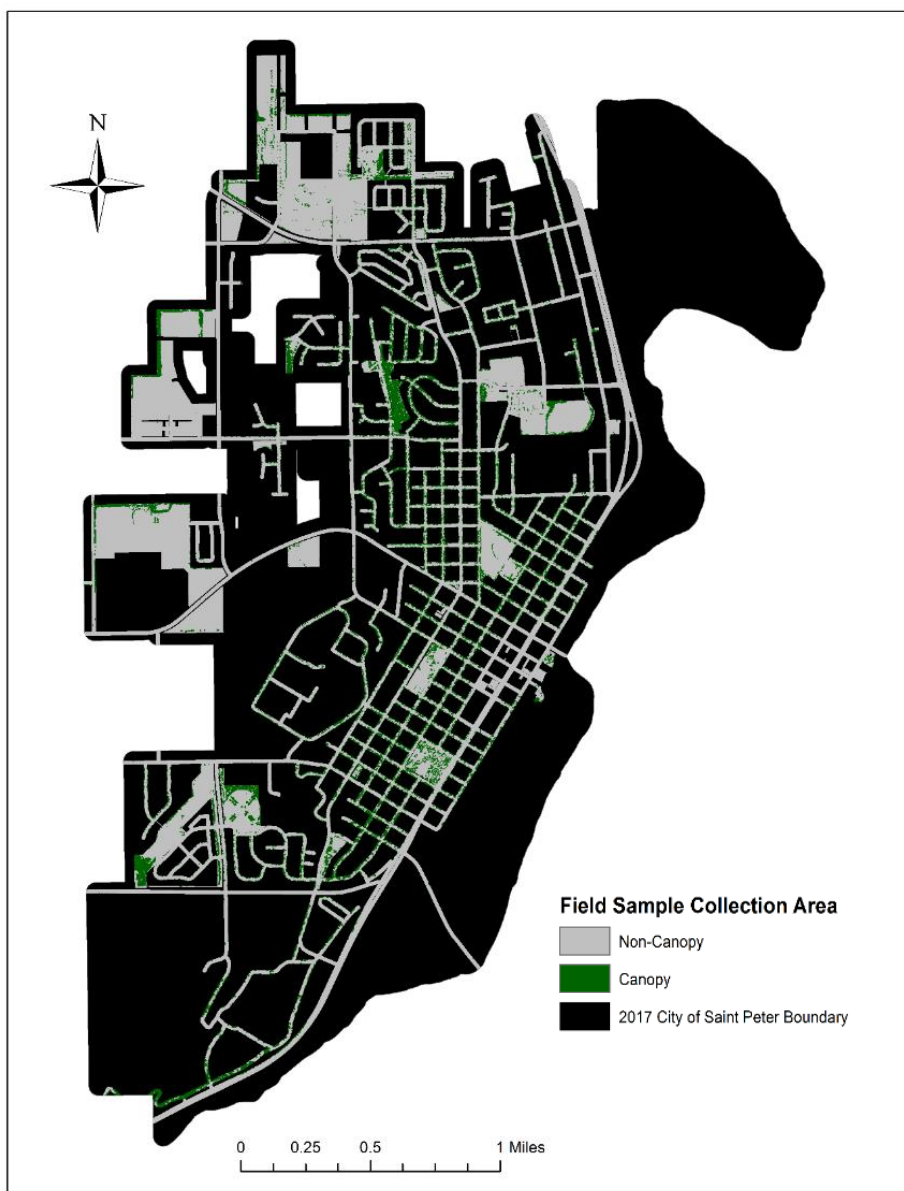 N
Field Sample Collection Area
Non-Canopy
Canopy
2017 City of Saint Peter Boundary
0 0.25 0.5 1 Miles